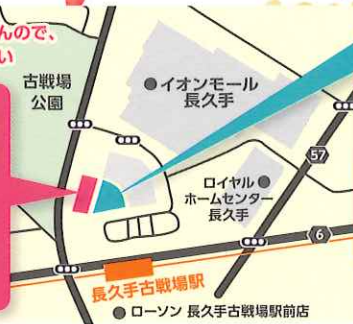 んので、
い
古戦場
公園
イオンモール
長久手
57
ロイヤル
ホームセンター
長久手
6
長久手古戦場駅
ローソン 長久手古戦場駅前店